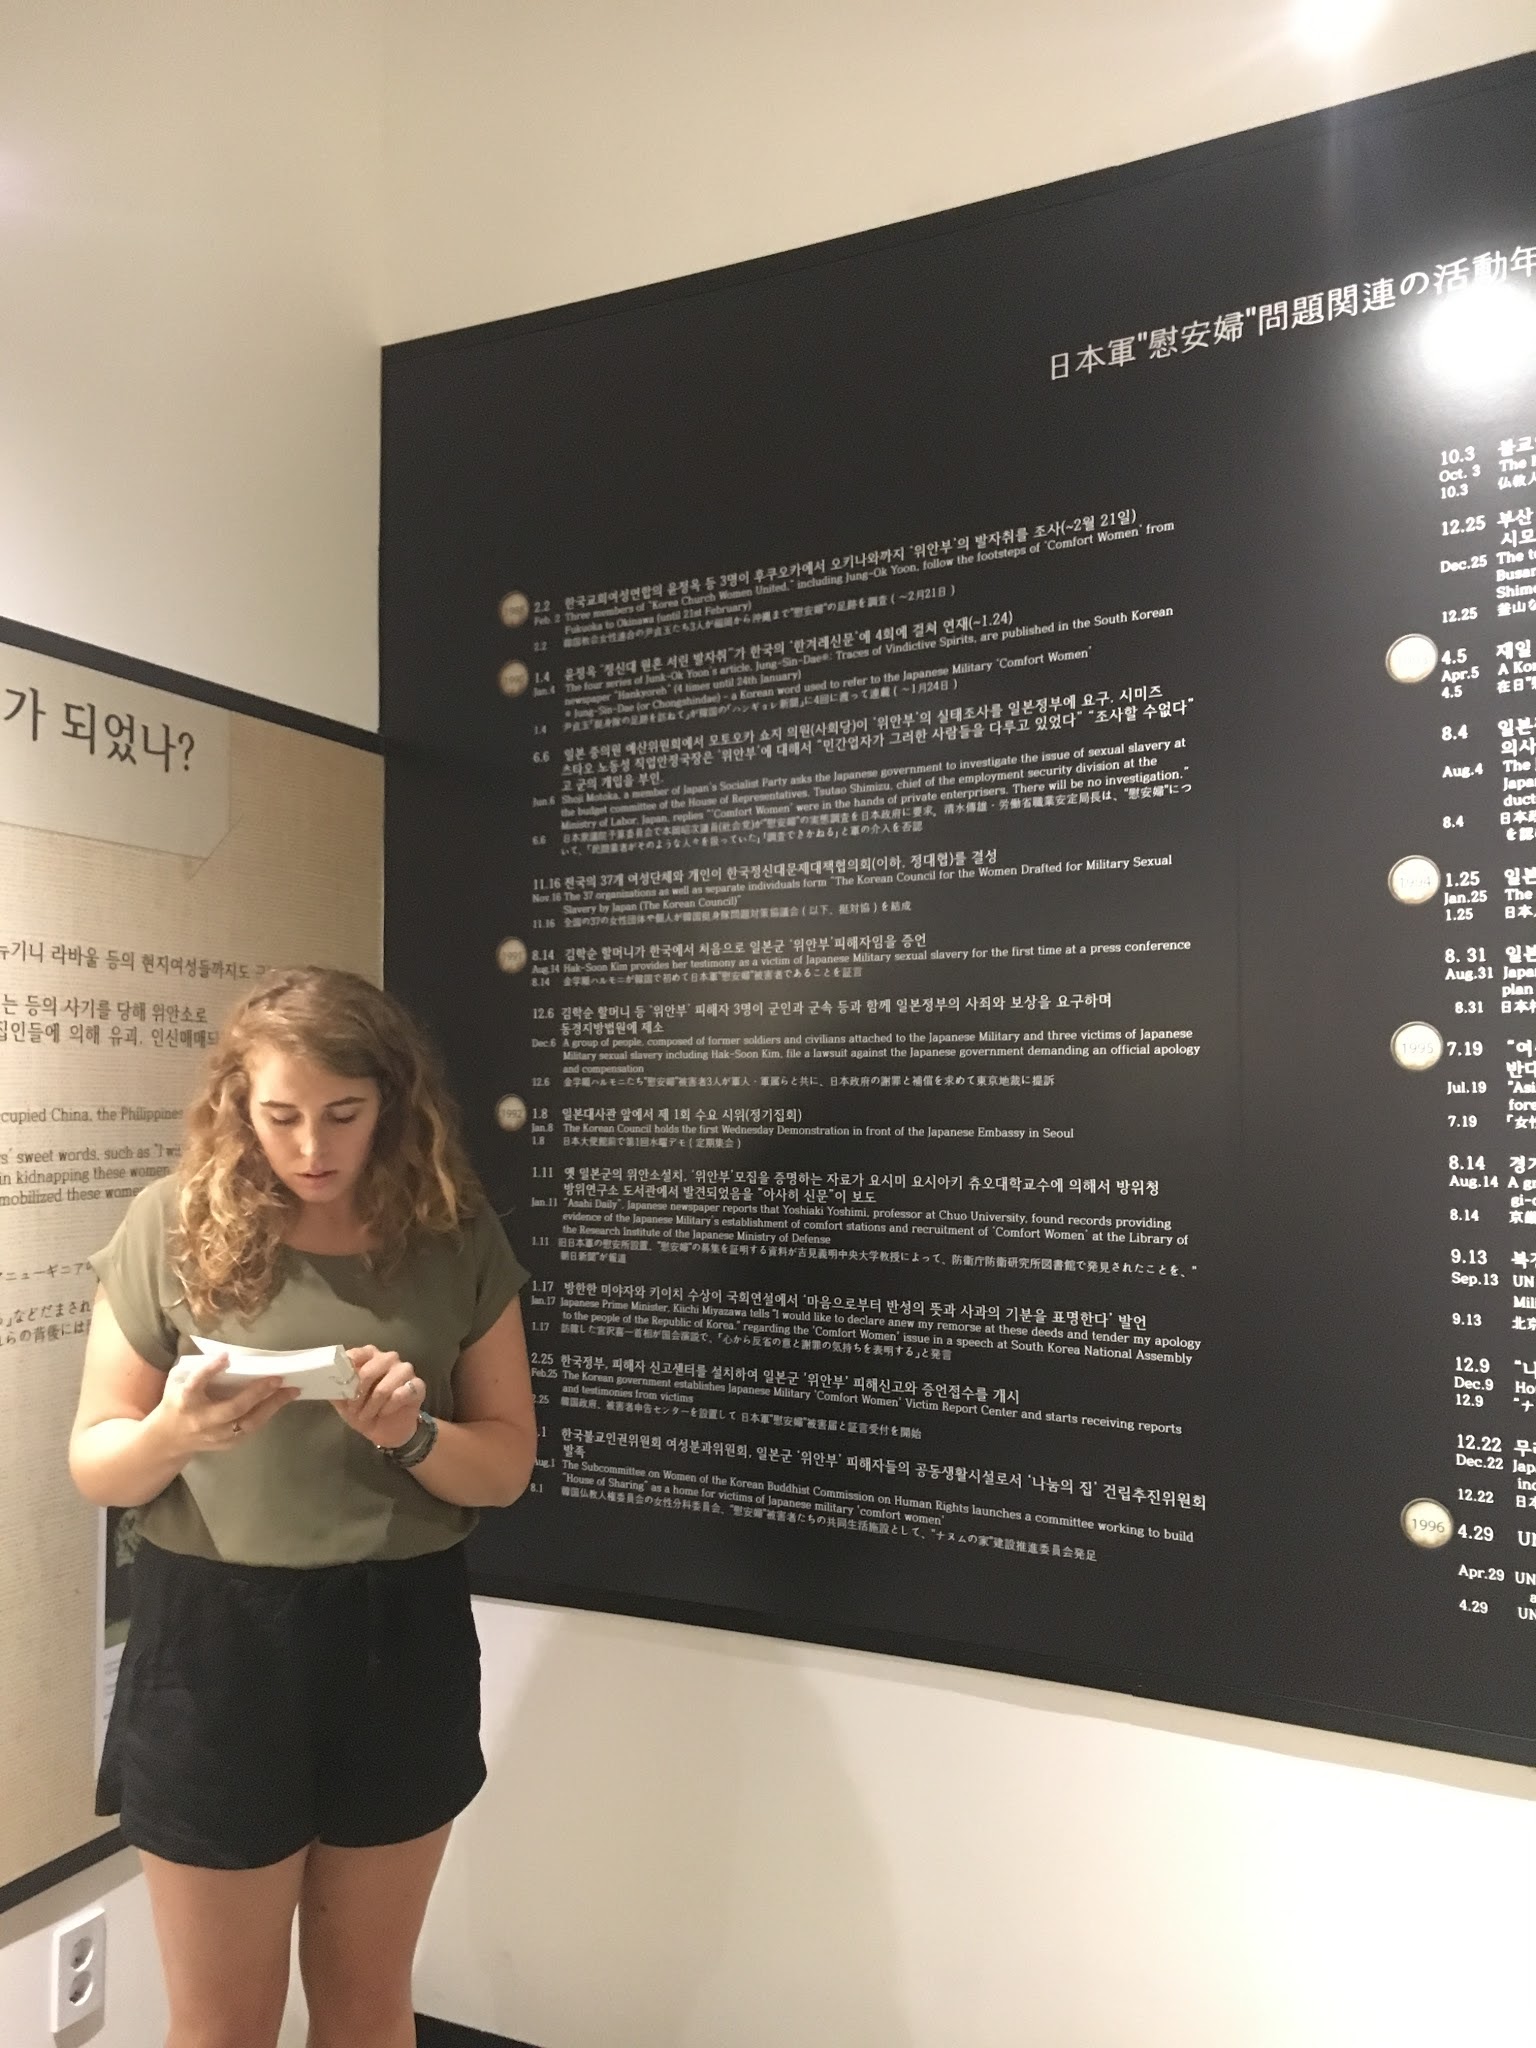 가 되었나?
뉴기니 라바울 등의 현지여성들까지도
는 등의 사기를 당해 위안소로
집인들에 의해 유괴, 인신매매
cupied China, the Philippines
s' sweet words, such as "I wi
in kidnapping these women
mobilized these wome
アニューギニア
」などだまされ
らの背後には
日本軍"慰安婦"問題関連の活動年
2.2 한국교회여성연합의 윤정옥 등 3명이 후쿠오카에서 오키나와까지 '위안부'의 발자취를 조사(~2월 21일)
Feb. 2 Three members of "Korea Church Women United," including Jung-Ok Yoon, follow the footsteps of 'Comfort Women' from
Fukuoka to Okinawa (until 21st February)
2.2 韓国教会女性連合の尹貞玉たち3人が福岡から沖縄まで"慰安婦"の足跡を調査 ( ~2月21日 )
1.4 윤정옥 "정신대 원혼 서린 발자취"가 한국의 '한겨레신문'에 4회에 걸쳐 연재(~1.24)
Jan.4 The four series of Junk-Ok Yoon's article, Jung-Sin-Dae※: Traces of Vindictive Spirits, are published in the South Korean
newspaper "Hankyoreh" (4 times until 24th January)
※ Jung-Sin-Dae (or Chongshindae) - a Korean word used to refer to the Japanese Military 'Comfort Women'
1.4 尹貞玉"挺身隊の足跡を訪ねて"が韓国の「ハンギョレ新聞」に4回に渡って連載 ( ~1月24日 )
6.6 일본 중의원 예산위원회에서 모토오카 쇼지 의원(사회당)이 '위안부'의 실태조사를 일본정부에 요구. 시미즈
츠타오 노동성 직업안정국장은 '위안부'에 대해서 "민간업자가 그러한 사람들을 다루고 있었다" "조사할 수없다"
고 군의 개입을 부인.
Jun.6 Shoji Motoka, a member of Japan's Socialist Party asks the Japanese government to investigate the issue of sexual slavery at
the budget committee of the House of Representatives. Tsutao Shimizu, chief of the employment security division at the
Ministry of Labor, Japan, replies "'Comfort Women' were in the hands of private enterprisers. There will be no investigation."
6.6 日本衆議院予算委員会で本岡昭次議員(社会党)が"慰安婦"の実態調査を日本政府に要求。清水傳雄・労働省職業安定局長は、"慰安婦"につ
いて、「民間業者がそのような人々を扱っていた」「調査できかねる」と軍の介入を否認
11.16 전국의 37개 여성단체와 개인이 한국정신대문제대책협의회(이하, 정대협)를 결성
Nov.16 The 37 organizations as well as separate individuals form "The Korean Council for the Women Drafted for Military Sexual
Slavery by Japan (The Korean Council)"
11.16 全国の37の女性団体や個人が韓国挺身隊問題対策協議会 ( 以下、挺対協 ) を結成
1991 8.14 김학순 할머니가 한국에서 처음으로 일본군 '위안부'피해자임을 증언
Aug.14 Hak-Soon Kim provides her testimony as a victim of Japanese Military sexual slavery for the first time at a press conference
8.14 金学順ハルモニが韓国で初めて日本軍"慰安婦"被害者であることを証言
12.6 김학순 할머니 등 '위안부' 피해자 3명이 군인과 군속 등과 함께 일본정부의 사죄와 보상을 요구하며
동경지방법원에 제소
Dec.6 A group of people, composed of former soldiers and civilians attached to the Japanese Military and three victims of Japanese
Military sexual slavery including Hak-Soon Kim, file a lawsuit against the Japanese government demanding an official apology
and compensation
12.6 金学順ハルモニたち"慰安婦"被害者3人が軍人・軍属らと共に、日本政府の謝罪と補償を求めて東京地裁に提訴
1992 1.8 일본대사관 앞에서 제 1회 수요 시위(정기집회)
Jan.8 The Korean Council holds the first Wednesday Demonstration in front of the Japanese Embassy in Seoul
1.8 日本大使館前で第1回水曜デモ ( 定期集会 )
1.11 옛 일본군의 위안소설치, '위안부'모집을 증명하는 자료가 요시미 요시아키 츄오대학교수에 의해서 방위청
방위연구소 도서관에서 발견되었음을 "아사히 신문"이 보도
Jan.11 "Asahi Daily", Japanese newspaper reports that Yoshiaki Yoshimi, professor at Chuo University, found records providing
evidence of the Japanese Military's establishment of comfort stations and recruitment of 'Comfort Women' at the Library of
the Research Institute of the Japanese Ministry of Defense
1.11 旧日本軍の慰安所設置、"慰安婦"の募集を証明する資料が吉見義明中央大学教授によって、防衛庁防衛研究所図書館で発見されたことを、"
朝日新聞"が報道
1.17 방한한 미야자와 키이치 수상이 국회연설에서 '마음으로부터 반성의 뜻과 사과의 기분을 표명한다' 발언
Jan.17 Japanese Prime Minister, Kiichi Miyazawa tells "I would like to declare anew my remorse at these deeds and tender my apology
to the people of the Republic of Korea," regarding the 'Comfort Women' issue in a speech at South Korea National Assembly
1.17 訪韓した宮沢喜一首相が国会演説で、「心から反省の意と謝罪の気持ちを表明する」と発言
2.25 한국정부, 피해자 신고센터를 설치하여 일본군 '위안부' 피해신고와 증언접수를 개시
Feb.25 The Korean government establishes Japanese Military 'Comfort Women' Victim Report Center and starts receiving reports
and testimonies from victims
2.25 韓国政府、被害者申告センターを設置して 日本軍"慰安婦"被害届と証言受付を開始
.1 한국불교인권위원회 여성분과위원회, 일본군 '위안부' 피해자들의 공동생활시설로서 '나눔의 집' 건립추진위원회
발족
Aug.1 The Subcommittee on Women of the Korean Buddhist Commission on Human Rights launches a committee working to build
"House of Sharing" as a home for victims of Japanese military 'comfort women'
8.1 韓国仏教人権委員会の女性分科委員会、"慰安婦"被害者たちの共同生活施設として、"ナヌムの家"建設推進委員会発足
10.3 불교
Oct. 3 The
10.3 仏教人
12.25 부산
시모
Dec.25 The
Busan
Shimo
12.25 釜山な
4.5 재일
Apr.5 A Ko
4.5 在日"
8.4 일본
의사
Aug.4 The
Japan
duct
8.4 日本
を認
1994 1.25 일본
Jan.25 The
1.25 日本
8. 31 일본
Aug.31 Japan
plan
8.31 日本
1995 7.19 "여
반대
Jul.19 "Asi
fore
7.19 「女性
8.14 경기
Aug.14 A gr
gi-
8.14 京畿
9.13 북경
Sep.13 UN
Mil
9.13 北京
12.9 "나
Dec.9 Ho
12.9 "ナ
12.22 무라
Dec.22 Japa
inc
12.22 日本
1996 4.29 UN
Apr.29 UN
a
4.29 UN